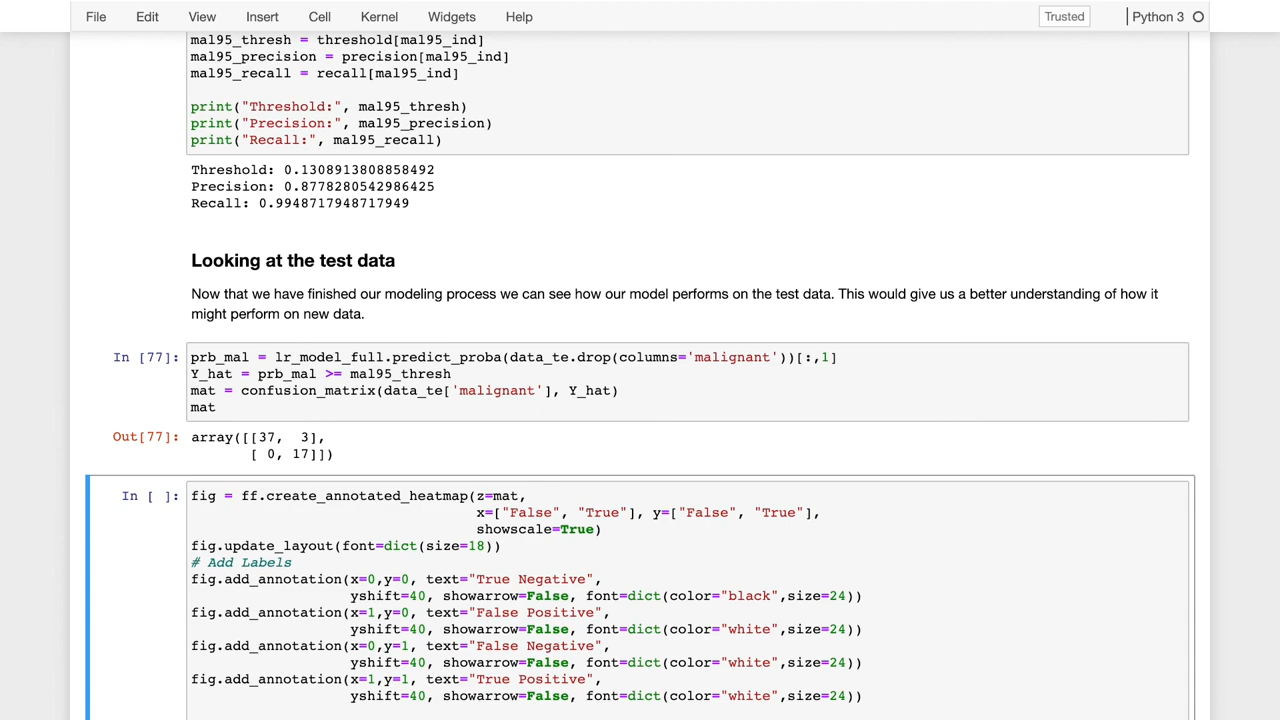 File Edit View Insert Cell Kernel Widgets Help Trusted Python 3
mal95_thresh = threshold[mal95_ind]
mal95_precision = precision[mal95_ind]
mal95_recall = recall[mal95_ind]
print("Threshold:", mal95_thresh)
print("Precision:", mal95_precision)
print("Recall:", mal95_recall)
Threshold: 0.1308913808858492
Precision: 0.8778280542986425
Recall: 0.9948717948717949
Looking at the test data
Now that we have finished our modeling process we can see how our model performs on the test data. This would give us a better understanding of how it
might perform on new data.
In [77]: prb_mal = lr_model_full.predict_proba(data_te.drop(columns='malignant'))[:,1]
Y_hat = prb_mal >= mal95_thresh
mat = confusion_matrix(data_te['malignant'], Y_hat)
mat
Out[77]: array([[37, 3],
[ 0, 17]])
In [ ]: fig = ff.create_annotated_heatmap(z=mat,
x=["False", "True"], y=["False", "True"],
showscale=True)
fig.update_layout(font=dict(size=18))
# Add Labels
fig.add_annotation(x=0,y=0, text="True Negative",
yshift=40, showarrow=False, font=dict(color="black",size=24))
fig.add_annotation(x=1,y=0, text="False Positive",
yshift=40, showarrow=False, font=dict(color="white",size=24))
fig.add_annotation(x=0,y=1, text="False Negative",
yshift=40, showarrow=False, font=dict(color="white",size=24))
fig.add_annotation(x=1,y=1, text="True Positive",
yshift=40, showarrow=False, font=dict(color="white",size=24))